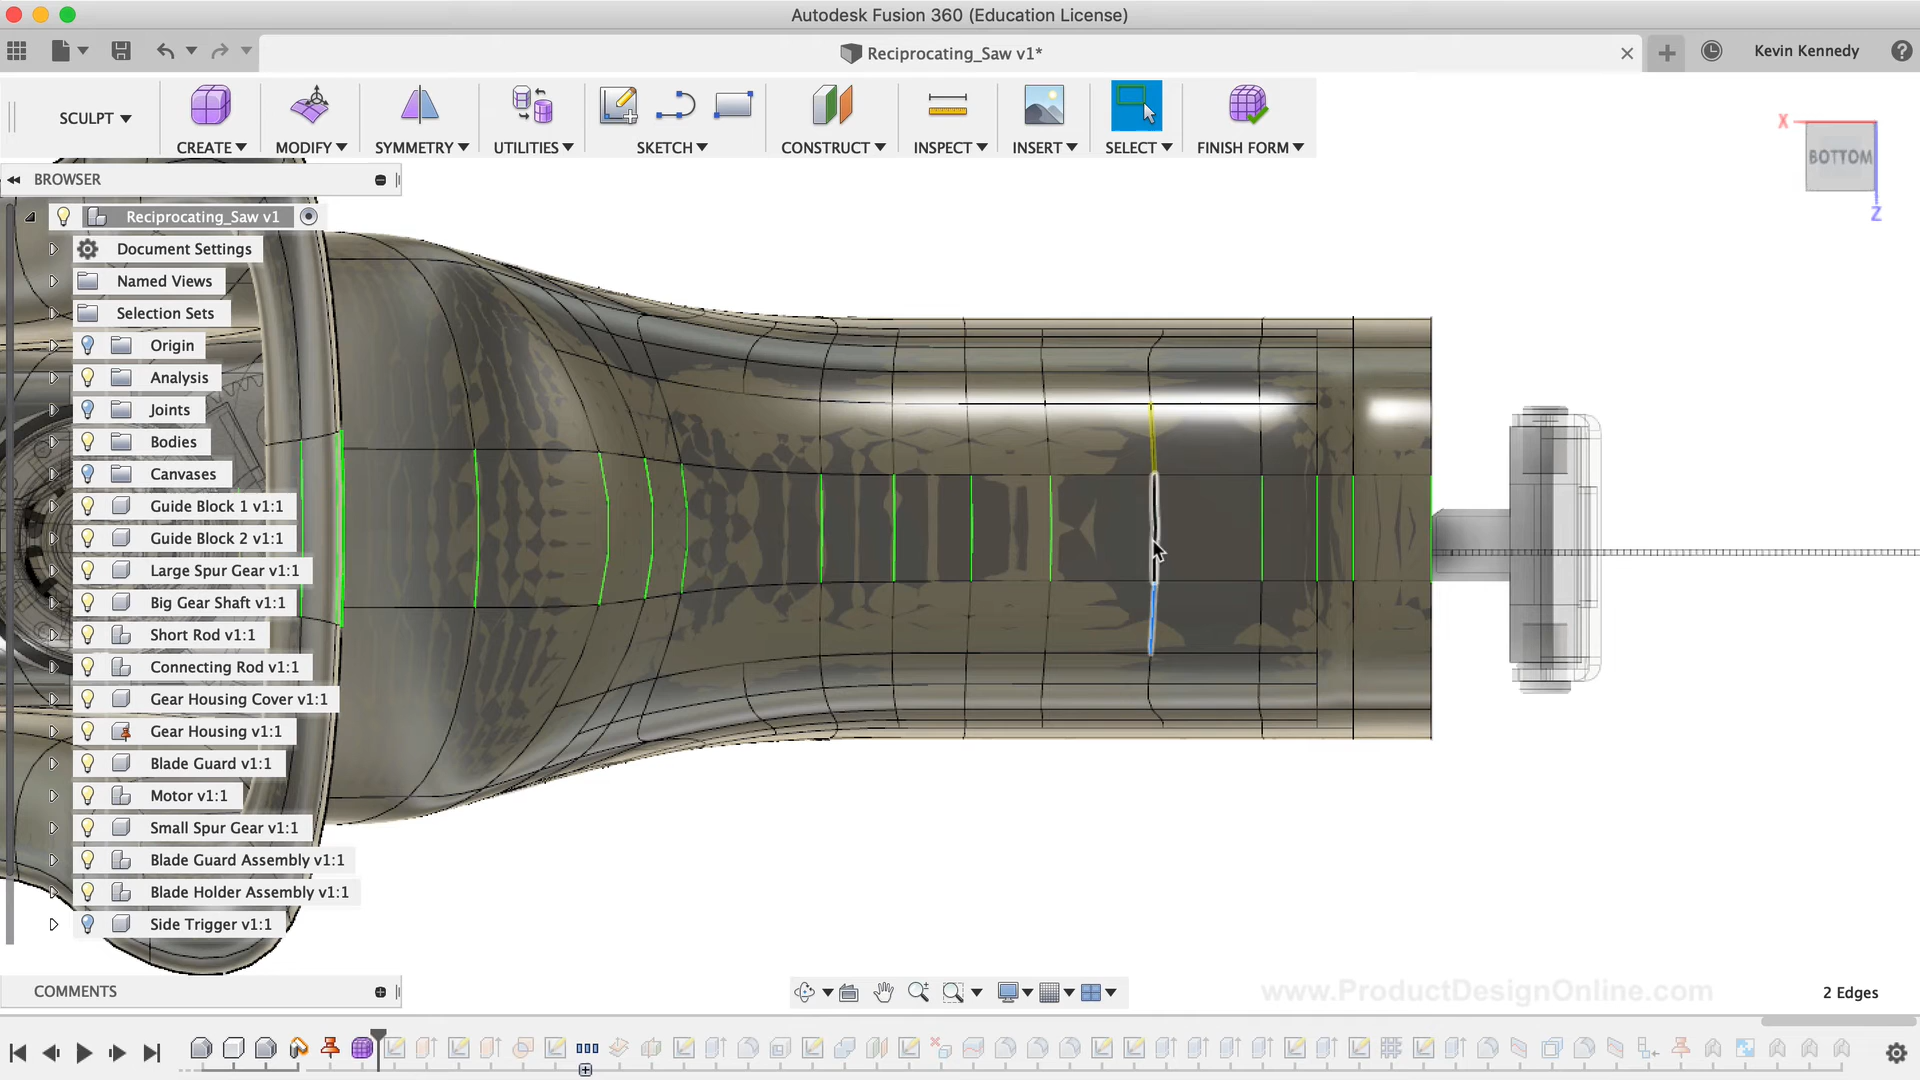 Autodesk Fusion 360 (Education License)
Reciprocating_Saw v1*
Kevin Kennedy
SCULPT
CREATE
MODIFY
SYMMETRY
UTILITIES
SKETCH
CONSTRUCT
INSPECT
INSERT
SELECT
FINISH FORM
X
BOTTOM
Z
BROWSER
Reciprocating_Saw v1
Document Settings
Named Views
Selection Sets
Origin
Analysis
Joints
Bodies
Canvases
Guide Block 1 v1:1
Guide Block 2 v1:1
Large Spur Gear v1:1
Big Gear Shaft v1:1
Short Rod v1:1
Connecting Rod v1:1
Gear Housing Cover v1:1
Gear Housing v1:1
Blade Guard v1:1
Motor v1:1
Small Spur Gear v1:1
Blade Guard Assembly v1:1
Blade Holder Assembly v1:1
Side Trigger v1:1
COMMENTS
www.ProductDesignOnline.com
2 Edges